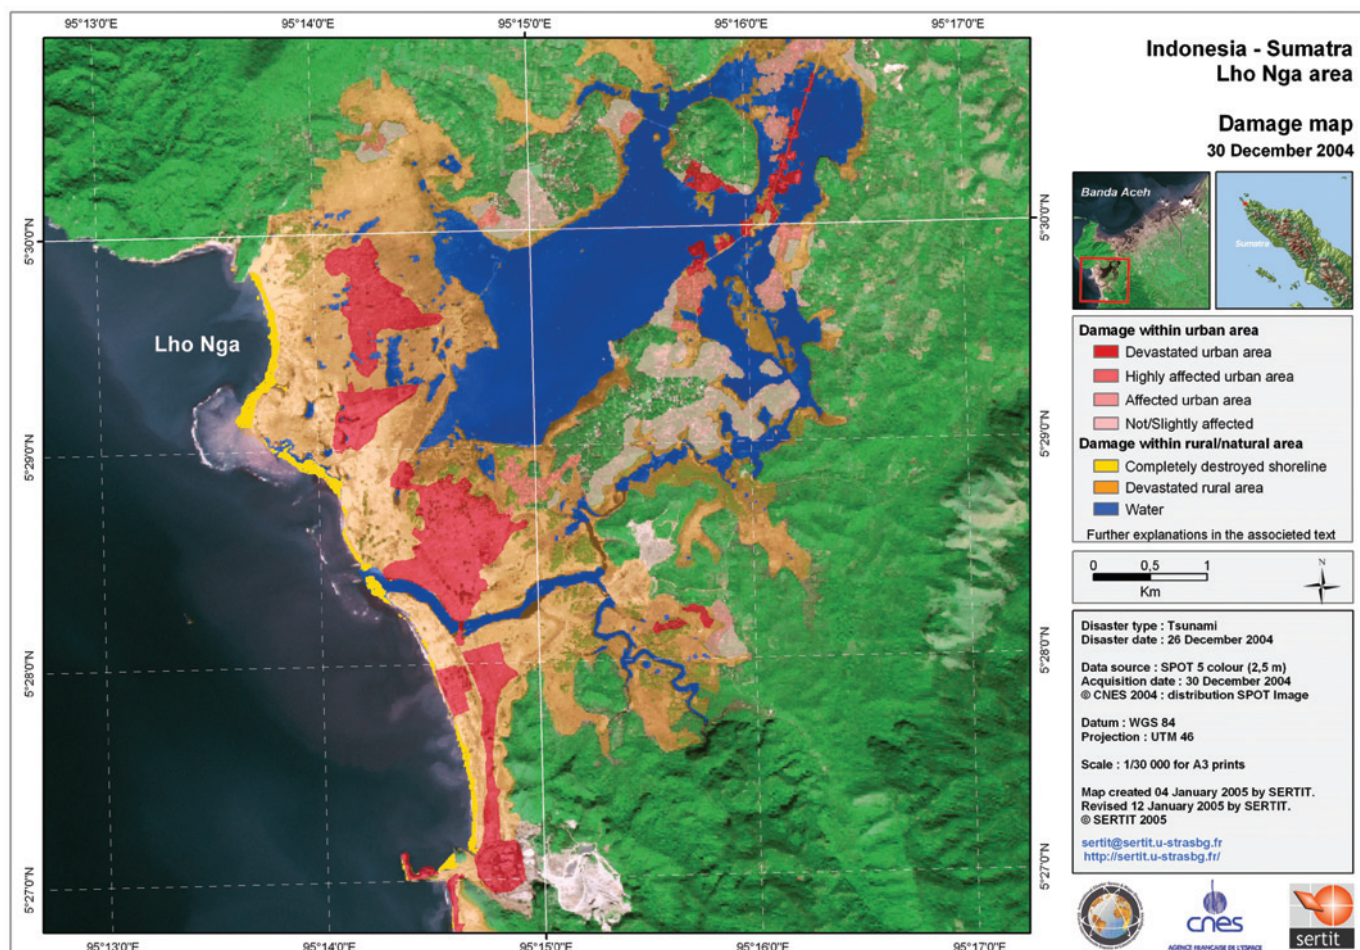 95°13'0"E 95°14'0"E 95°15'0"E 95°16'0"E 95°17'0"E
Indonesia - Sumatra
Lho Nga area
Damage map
30 December 2004
Banda Aceh
Sumatra
5°30'0"N
5°30'0"N
Lho Nga
Damage within urban area
Devastated urban area
Highly affected urban area
Affected urban area
Not/Slightly affected
Damage within rural/natural area
Completely destroyed shoreline
Devastated rural area
Water
Further explanations in the associated text
5°29'0"N
5°29'0"N
0 0,5 1
Km
N
5°28'0"N
5°28'0"N
Disaster type : Tsunami
Disaster date : 26 December 2004
Data source : SPOT 5 colour (2,5 m)
Acquisition date : 30 December 2004
© CNES 2004 : distribution SPOT Image
Datum : WGS 84
Projection : UTM 46
Scale : 1/30 000 for A3 prints
Map created 04 January 2005 by SERTIT.
Revised 12 January 2005 by SERTIT.
© SERTIT 2005
sertit@sertit.u-strasbg.fr
http://sertit.u-strasbg.fr/
5°27'0"N
5°27'0"N
cnes
AGENCE FRANÇAISE DE L'ESPACE
sertit
95°13'0"E 95°14'0"E 95°15'0"E 95°16'0"E 95°17'0"E